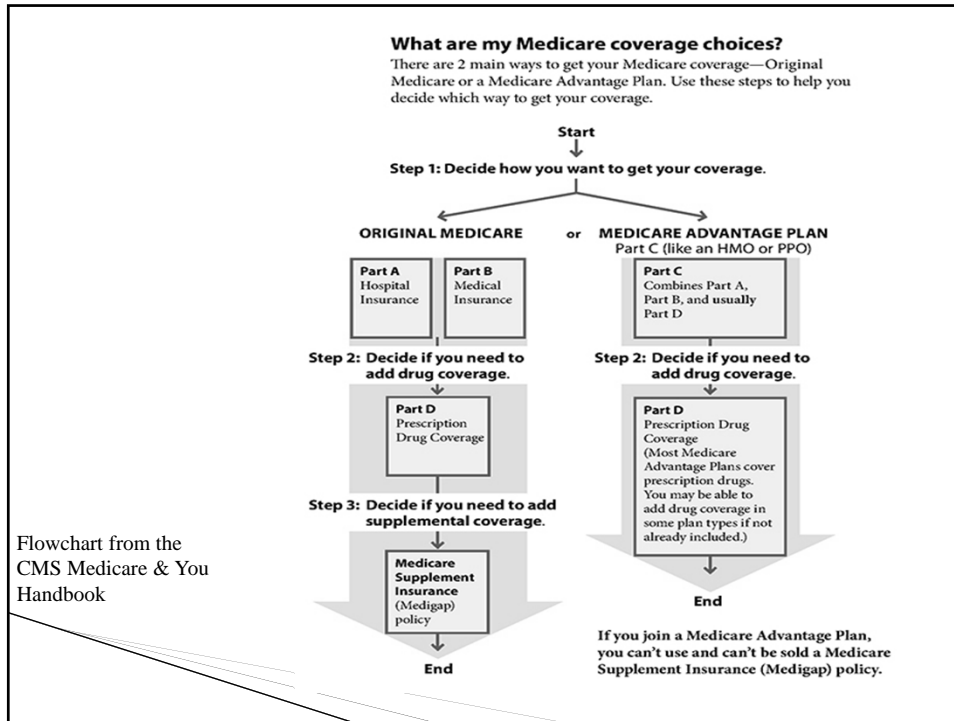 What are my Medicare coverage choices?
There are 2 main ways to get your Medicare coverage—Original
Medicare or a Medicare Advantage Plan. Use these steps to help you
decide which way to get your coverage.
Start
Step 1: Decide how you want to get your coverage.
ORIGINAL MEDICARE
or
MEDICARE ADVANTAGE PLAN
Part C (like an HMO or PPO)
Part A
Hospital
Insurance
Part B
Medical
Insurance
Part C
Combines Part A,
Part B, and usually
Part D
Step 2: Decide if you need to
add drug coverage.
Part D
Prescription
Drug Coverage
Step 3: Decide if you need to add
supplemental coverage.
Medicare
Supplement
Insurance
(Medigap)
policy
End
Step 2: Decide if you need to
add drug coverage.
Part D
Prescription Drug
Coverage
(Most Medicare
Advantage Plans cover
prescription drugs.
You may be able to
add drug coverage in
some plan types if not
already included.)
End
If you join a Medicare Advantage Plan,
you can't use and can't be sold a Medicare
Supplement Insurance (Medigap) policy.
Flowchart from the
CMS Medicare & You
Handbook